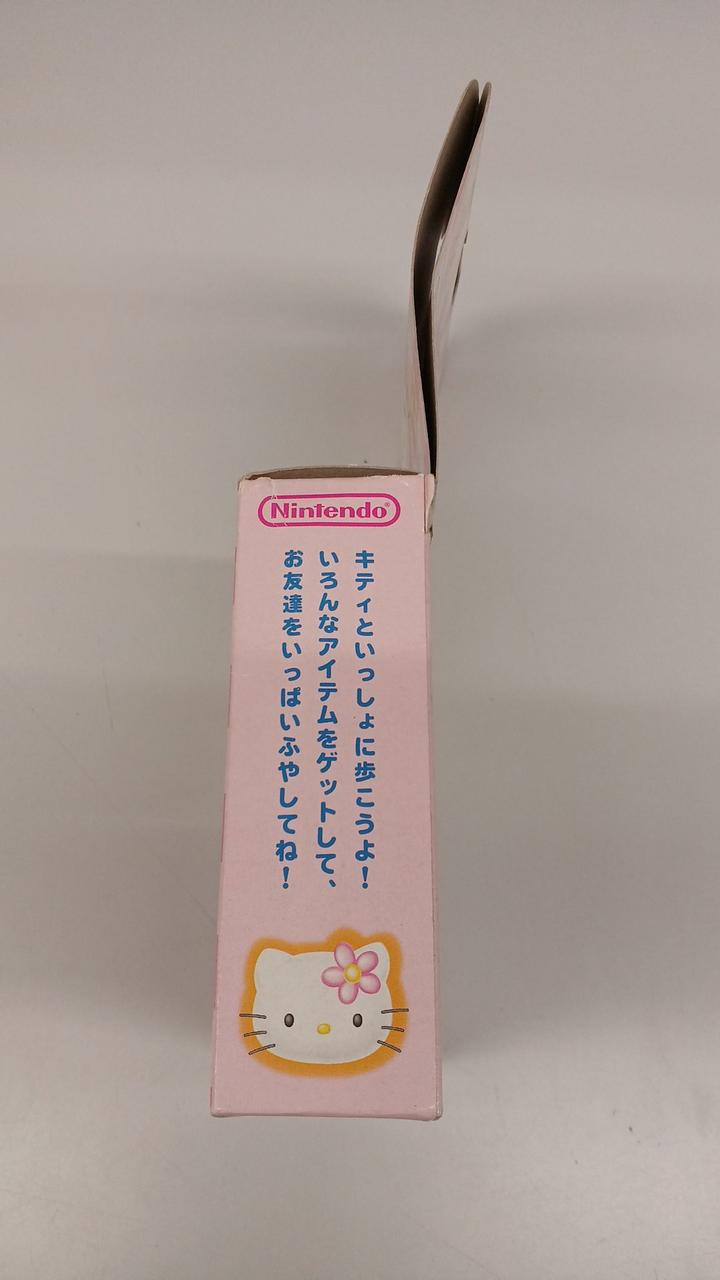 Nintendo®
キティといっしょに歩こうよ!
いろんなアイテムをゲットして、
お友達をいっぱいふやしてね!